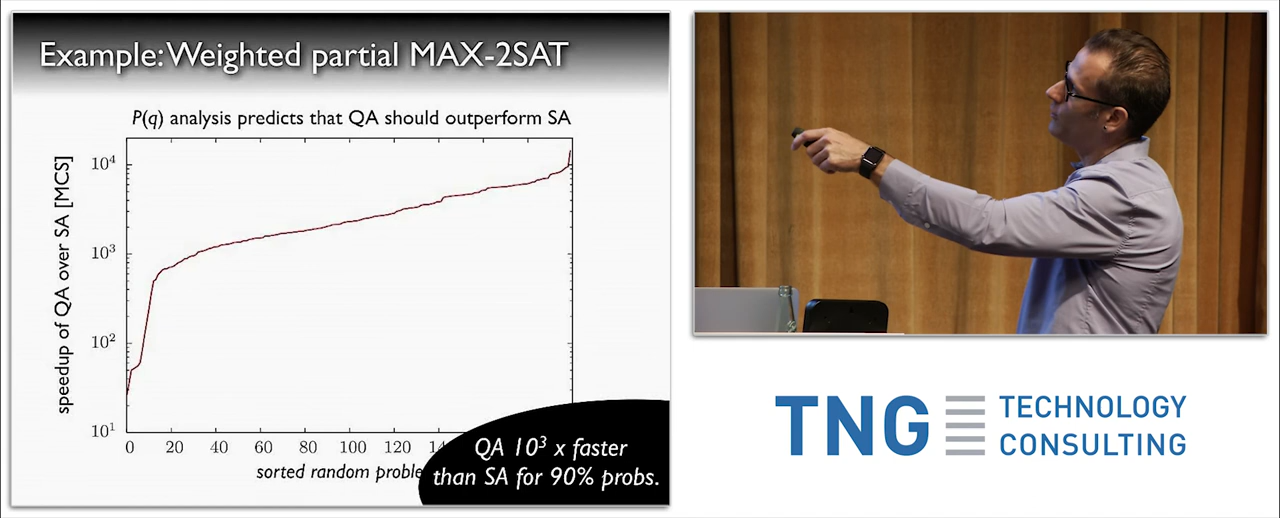 Example: Weighted partial MAX-2SAT
P(q) analysis predicts that QA should outperform SA
speedup of QA over SA [MCS]
10⁴
10³
10²
10¹
0 20 40 60 80 100 120 14
sorted random proble
QA 10³ x faster
than SA for 90% probs.
TNG TECHNOLOGY
CONSULTING